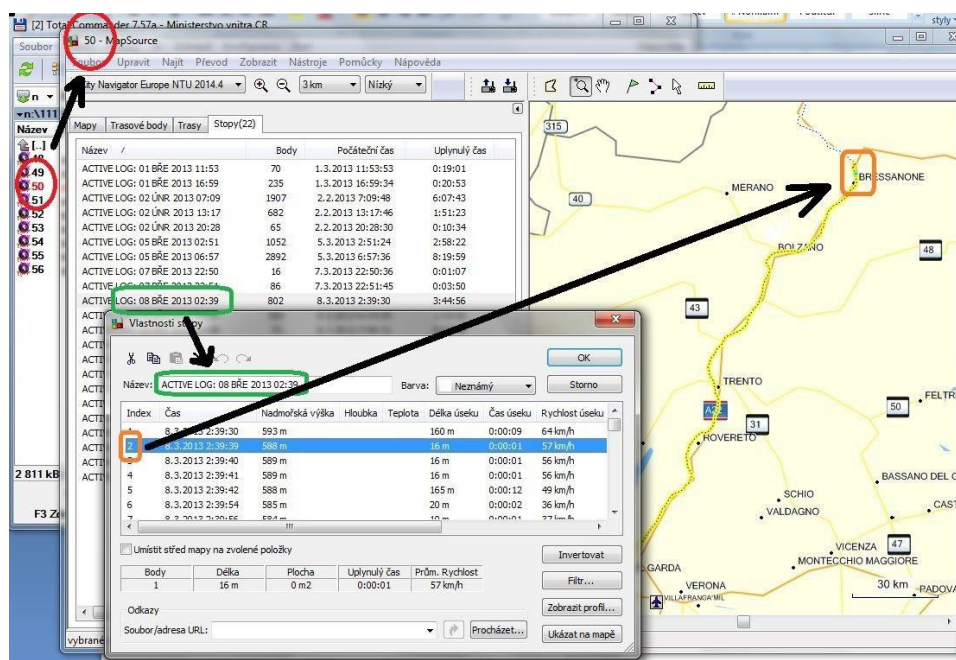 [2] Total Commander 7.57a - Ministerstvo vnitra CR
styly
50 - MapSource
Soubor
Soubor Upravit Najít Převod Zobrazit Nástroje Pomůcky Nápověda
City Navigator Europe NTU 2014.4
3 km
Nízký
n
n:\111
Název
[..]
49
50
51
52
53
54
55
56
2 811 kB
Mapy Trasové body Trasy Stopy(22)
Název / Body Počáteční čas Uplynulý čas
ACTIVE LOG: 01 BŘE 2013 11:53 70 1.3.2013 11:53:53 0:19:01
ACTIVE LOG: 01 BŘE 2013 16:59 235 1.3.2013 16:59:34 0:20:53
ACTIVE LOG: 02 ÚNR 2013 07:09 1907 2.2.2013 7:09:48 6:07:43
ACTIVE LOG: 02 ÚNR 2013 13:17 682 2.2.2013 13:17:46 1:51:23
ACTIVE LOG: 02 ÚNR 2013 20:28 65 2.2.2013 20:28:30 0:10:34
ACTIVE LOG: 05 BŘE 2013 02:51 1052 5.3.2013 2:51:24 2:58:22
ACTIVE LOG: 05 BŘE 2013 06:57 2892 5.3.2013 6:57:36 8:19:59
ACTIVE LOG: 07 BŘE 2013 22:50 16 7.3.2013 22:50:36 0:01:07
ACTIVE LOG: 07 BŘE 2013 22:51 86 7.3.2013 22:51:45 0:03:50
ACTIVE LOG: 08 BŘE 2013 02:39 802 8.3.2013 2:39:30 3:44:56
Vlastnosti stopy
OK
Název: ACTIVE LOG: 08 BŘE 2013 02:39 Barva: Neznámý Storno
Index Čas Nadmořská výška Hloubka Teplota Délka úseku Čas úseku Rychlost úseku
1 8.3.2013 2:39:30 593 m 160 m 0:00:09 64 km/h
2 8.3.2013 2:39:39 588 m 16 m 0:00:01 57 km/h
3 8.3.2013 2:39:40 589 m 16 m 0:00:01 56 km/h
4 8.3.2013 2:39:41 589 m 16 m 0:00:01 56 km/h
5 8.3.2013 2:39:42 588 m 165 m 0:00:12 49 km/h
6 8.3.2013 2:39:54 585 m 20 m 0:00:02 36 km/h
Umístit střed mapy na zvolené položky
Invertovat
Body Délka Plocha Uplynulý čas Prům. Rychlost
1 16 m 0 m2 0:00:01 57 km/h
Filtr...
Odkazy
Zobrazit profil...
Soubor/adresa URL: Procházet... Ukázat na mapě
vybrané
315
BRESSANONE
MERANO
40
BOLZANO
48
43
TRENTO
50
FELTR
A22
31
ROVERETO
BASSANO DEL G
SCHIO
CAST
VALDAGNO
VICENZA
47
MONTECCHIO MAGGIORE
GARDA
VERONA
30 km
PADOVA
VILLAFRANCA MIL